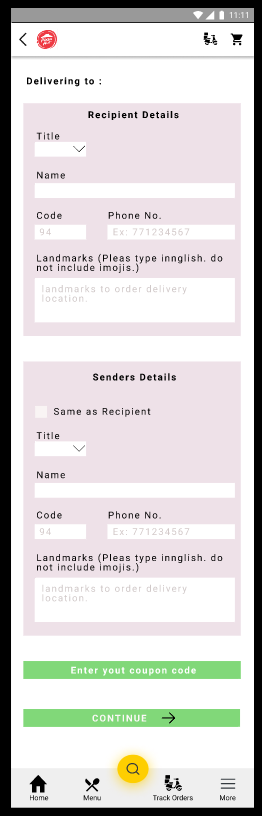 11:11
Delivering to :
Recipient Details
Title
Name
Code Phone No.
94 Ex: 771234567
Landmarks (Pleas type innglish. do
not include imojis.)
landmarks to order delivery
location.
Senders Details
Same as Recipient
Title
Name
Code Phone No.
94 Ex: 771234567
Landmarks (Pleas type innglish. do
not include imojis.)
landmarks to order delivery
location.
Enter yout coupon code
CONTINUE
Home Menu Track Orders More